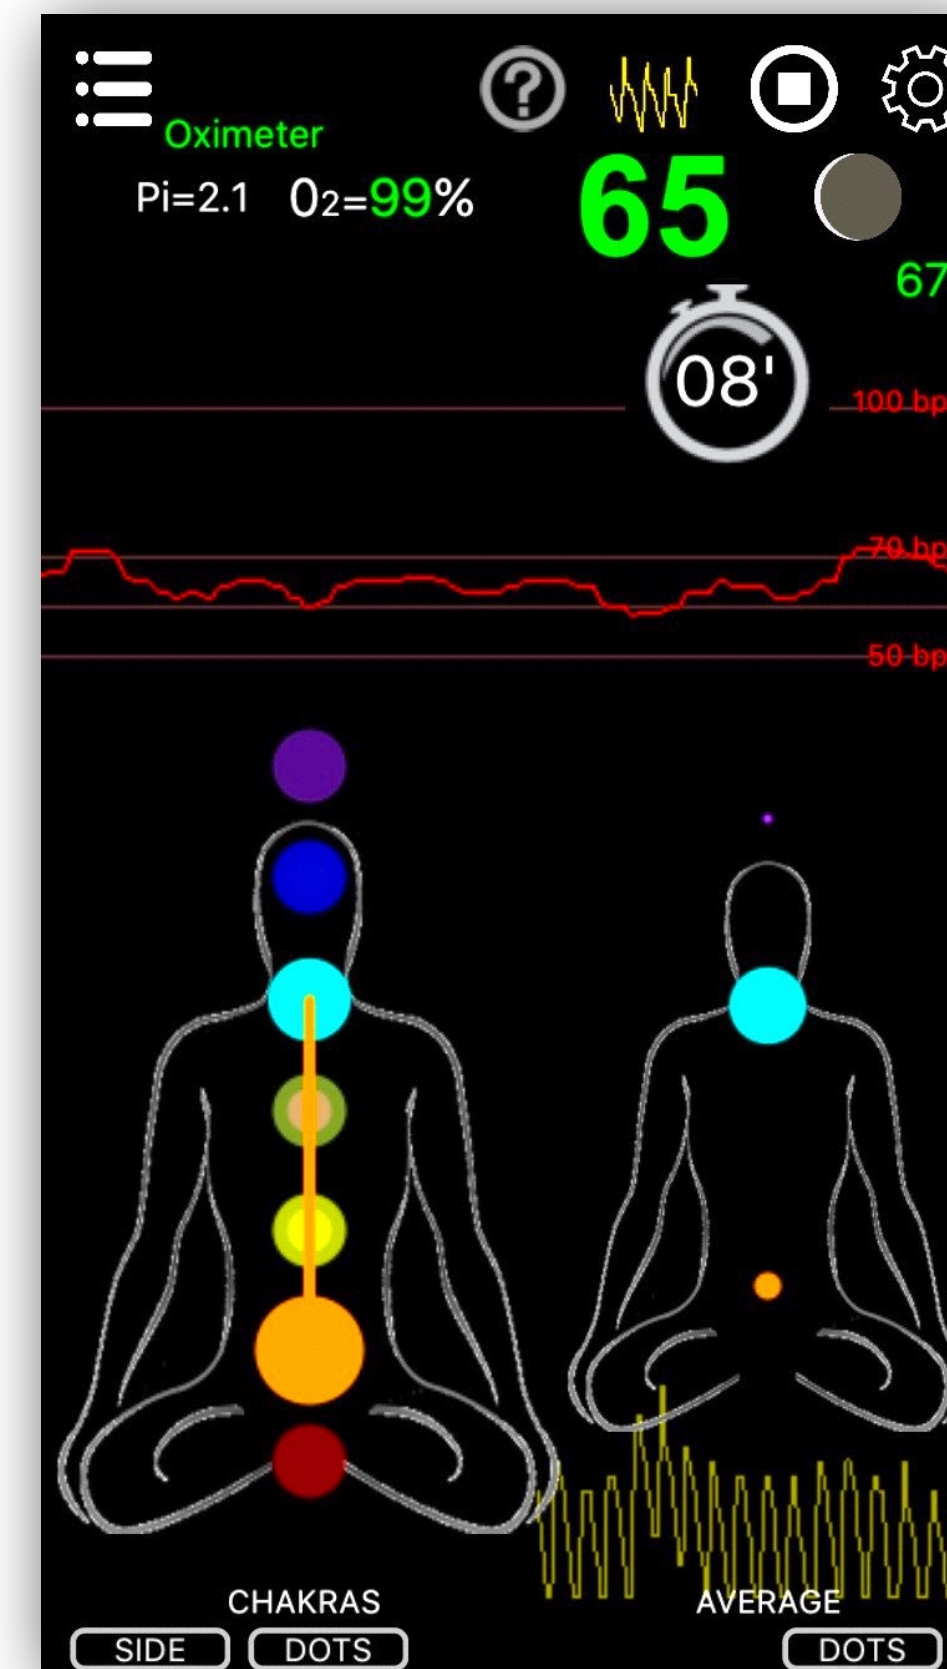 ?
Oximeter
Pi=2.1 O2=99% 65
67
08'
100 bp
70 bp
50 bp
CHAKRAS AVERAGE
SIDE DOTS DOTS